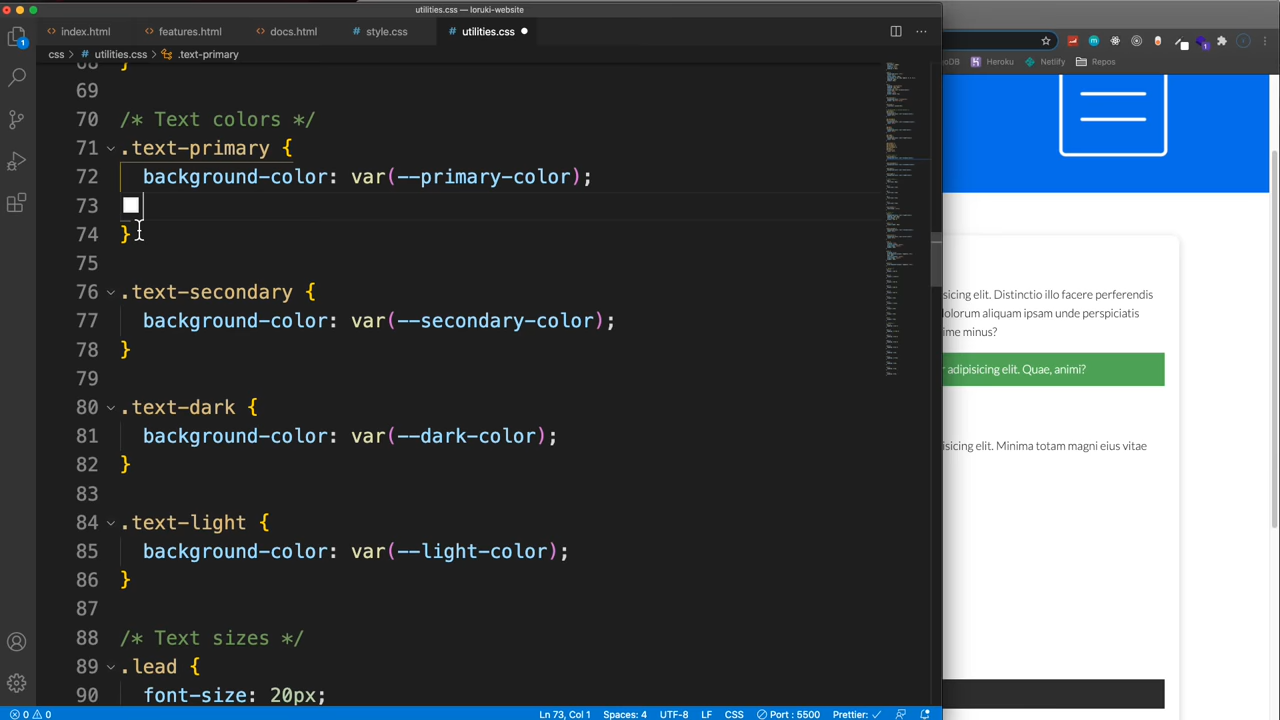 utilities.css — loruki-website
index.html features.html docs.html style.css utilities.css
css > utilities.css > .text-primary
Heroku Netlify Repos
68 }
69
70 /* Text colors */
71 .text-primary {
72 background-color: var(--primary-color);
73
74 }
75
76 .text-secondary {
77 background-color: var(--secondary-color);
78 }
79
80 .text-dark {
81 background-color: var(--dark-color);
82 }
83
84 .text-light {
85 background-color: var(--light-color);
86 }
87
88 /* Text sizes */
89 .lead {
90 font-size: 20px;
sicing elit. Distinctio illo facere perferendis
dolorum aliquam ipsam unde perspiciatis
me minus?
adipisicing elit. Quae, animi?
isicing elit. Minima totam magni eius vitae
0 0 Ln 73, Col 1 Spaces: 4 UTF-8 LF CSS Port : 5500 Prettier: ✓